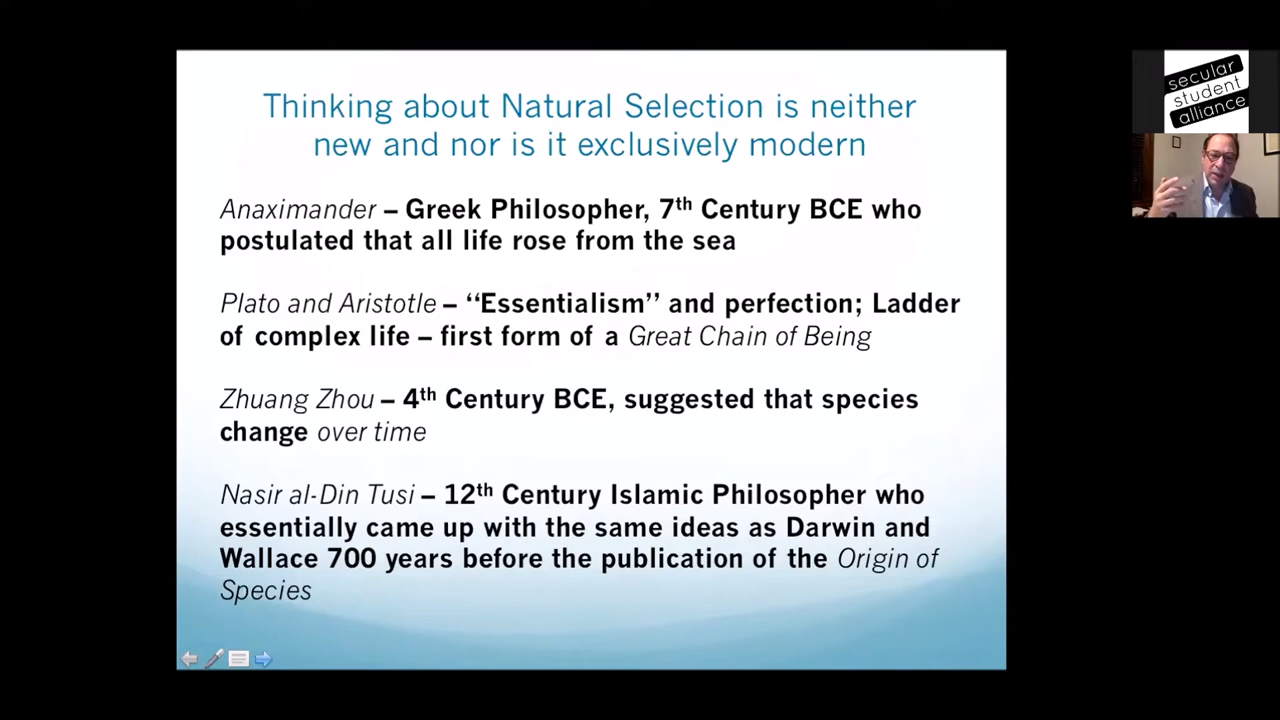 Thinking about Natural Selection is neither
new and nor is it exclusively modern
Anaximander – Greek Philosopher, 7th Century BCE who
postulated that all life rose from the sea
Plato and Aristotle – “Essentialism” and perfection; Ladder
of complex life – first form of a Great Chain of Being
Zhuang Zhou – 4th Century BCE, suggested that species
change over time
Nasir al-Din Tusi – 12th Century Islamic Philosopher who
essentially came up with the same ideas as Darwin and
Wallace 700 years before the publication of the Origin of
Species
secular
student
alliance